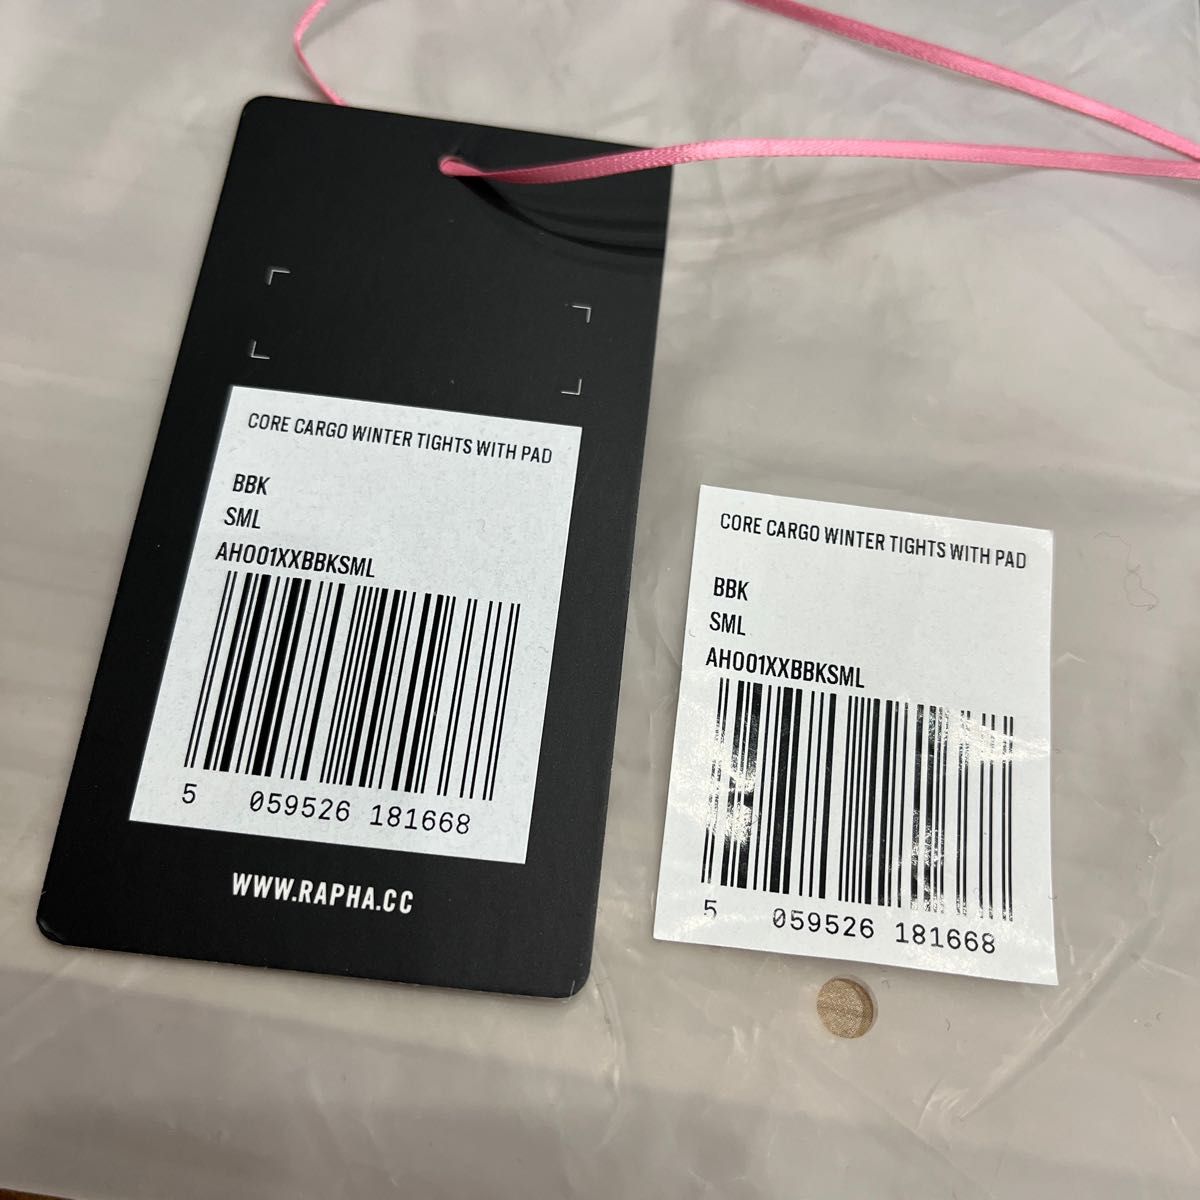 CORE CARGO WINTER TIGHTS WITH PAD
BBK
SML
AH001XXBBKSML
5 059526 181668
WWW.RAPHA.CC
CORE CARGO WINTER TIGHTS WITH PAD
BBK
SML
AH001XXBBKSML
5 059526 181668